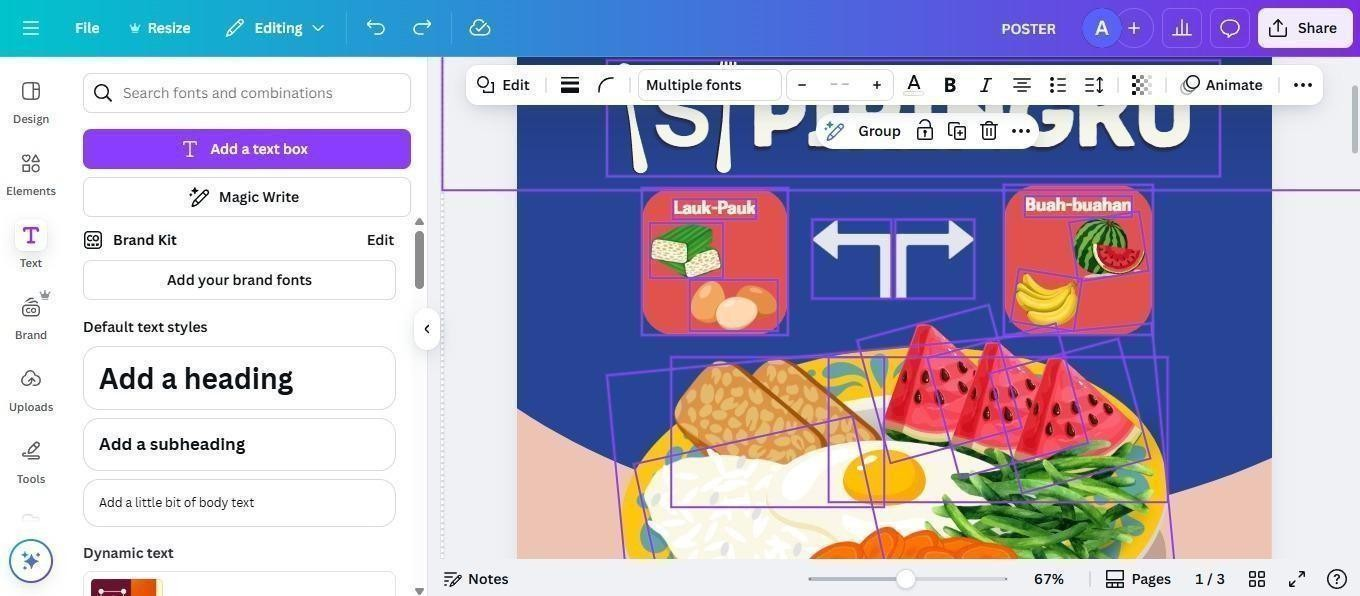 File
Resize
Editing
POSTER
A
Share
Design
Elements
Text
Brand
Uploads
Tools
Search fonts and combinations
Add a text box
Magic Write
Brand Kit
Edit
Add your brand fonts
Default text styles
Add a heading
Add a subheading
Add a little bit of body text
Dynamic text
Edit
Multiple fonts
- -
A
B
I
Animate
Group
Lauk-Pauk
Buah-buahan
Notes
67%
Pages
1 / 3